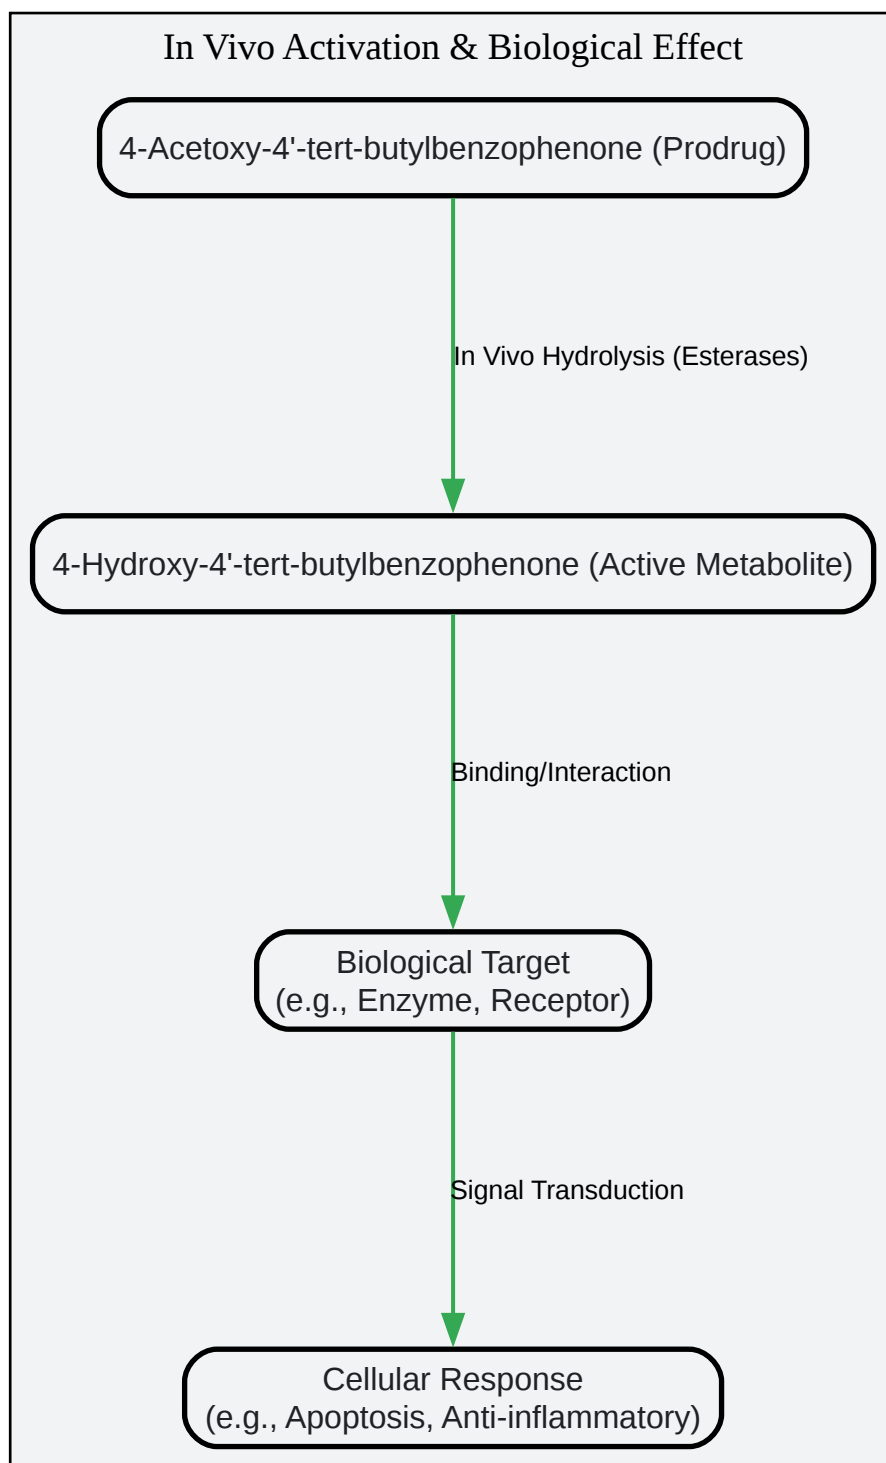 In Vivo Activation & Biological Effect
4-Acetoxy-4'-tert-butylbenzophenone (Prodrug)
In Vivo Hydrolysis (Esterases)
4-Hydroxy-4'-tert-butylbenzophenone (Active Metabolite)
Binding/Interaction
Biological Target
(e.g., Enzyme, Receptor)
Signal Transduction
Cellular Response
(e.g., Apoptosis, Anti-inflammatory)